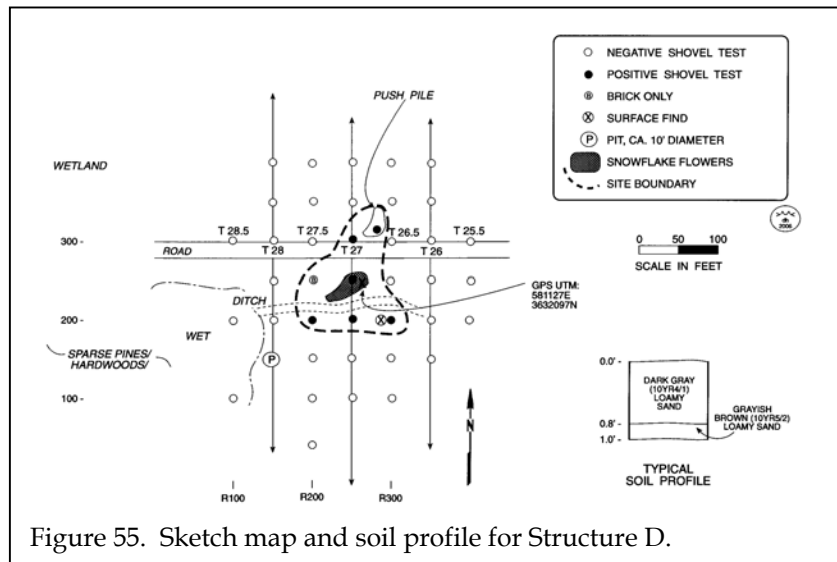 NEGATIVE SHOVEL TEST
POSITIVE SHOVEL TEST
B BRICK ONLY
X SURFACE FIND
P PIT, CA. 10' DIAMETER
SNOWFLAKE FLOWERS
SITE BOUNDARY
2006
PUSH PILE
WETLAND
T 28.5 T 27.5 T 26.5 T 25.5
300 -
T 28 T 27 T 26
ROAD
0 50 100
SCALE IN FEET
B
GPS UTM:
581127E
3632097N
DITCH
200 -
X
WET
SPARSE PINES/
HARDWOODS/
P
100 -
N
R100 R200 R300
0.0'
DARK GRAY
(10YR4/1)
LOAMY
SAND
GRAYISH
BROWN (10YR5/2)
LOAMY SAND
0.8'
1.0'
TYPICAL
SOIL PROFILE
Figure 55. Sketch map and soil profile for Structure D.